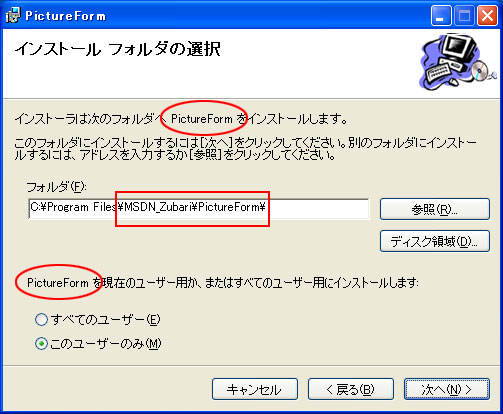 PictureForm
インストール フォルダの選択
インストーラは次のフォルダへ PictureForm をインストールします。
このフォルダにインストールするには[次へ]をクリックしてください。別のフォルダにインストー
ルするには、アドレスを入力するか[参照]をクリックしてください。
フォルダ(F):
C:¥Program Files¥MSDN_Zubari¥PictureForm¥
参照(R)...
ディスク領域(D)...
PictureForm を現在のユーザー用か、またはすべてのユーザー用にインストールします:
すべてのユーザー(E)
このユーザーのみ(M)
キャンセル
< 戻る(B)
次へ(N) >